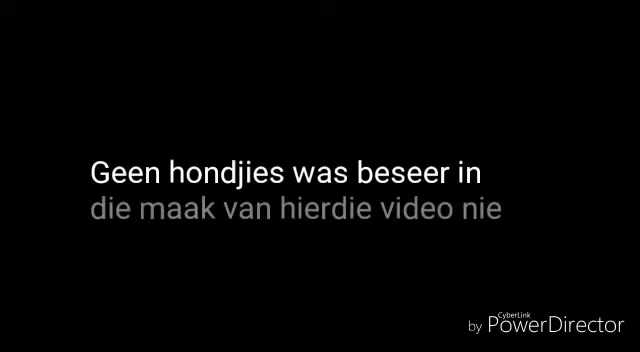 Geen hondjies was beseer in
die maak van hierdie video nie
CyberLink
by PowerDirector